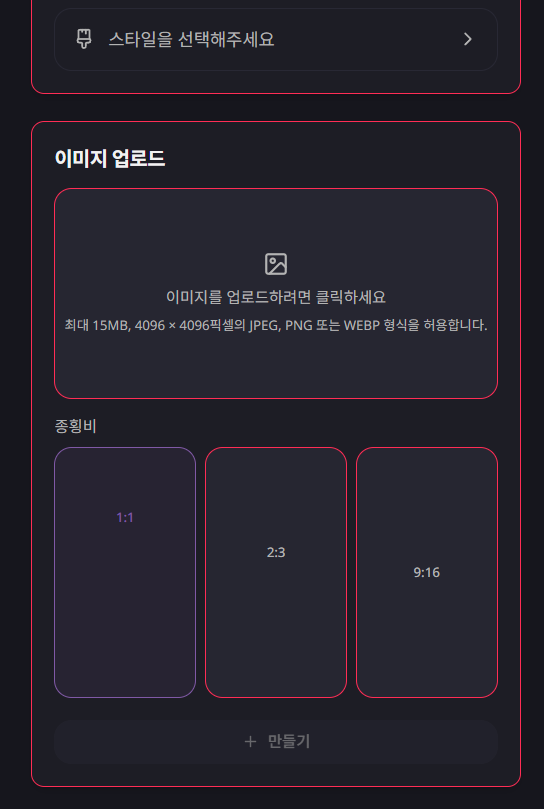 스타일을 선택해주세요
이미지 업로드
이미지를 업로드하려면 클릭하세요
최대 15MB, 4096 × 4096픽셀의 JPEG, PNG 또는 WEBP 형식을 허용합니다.
종횡비
1:1
2:3
9:16
+ 만들기